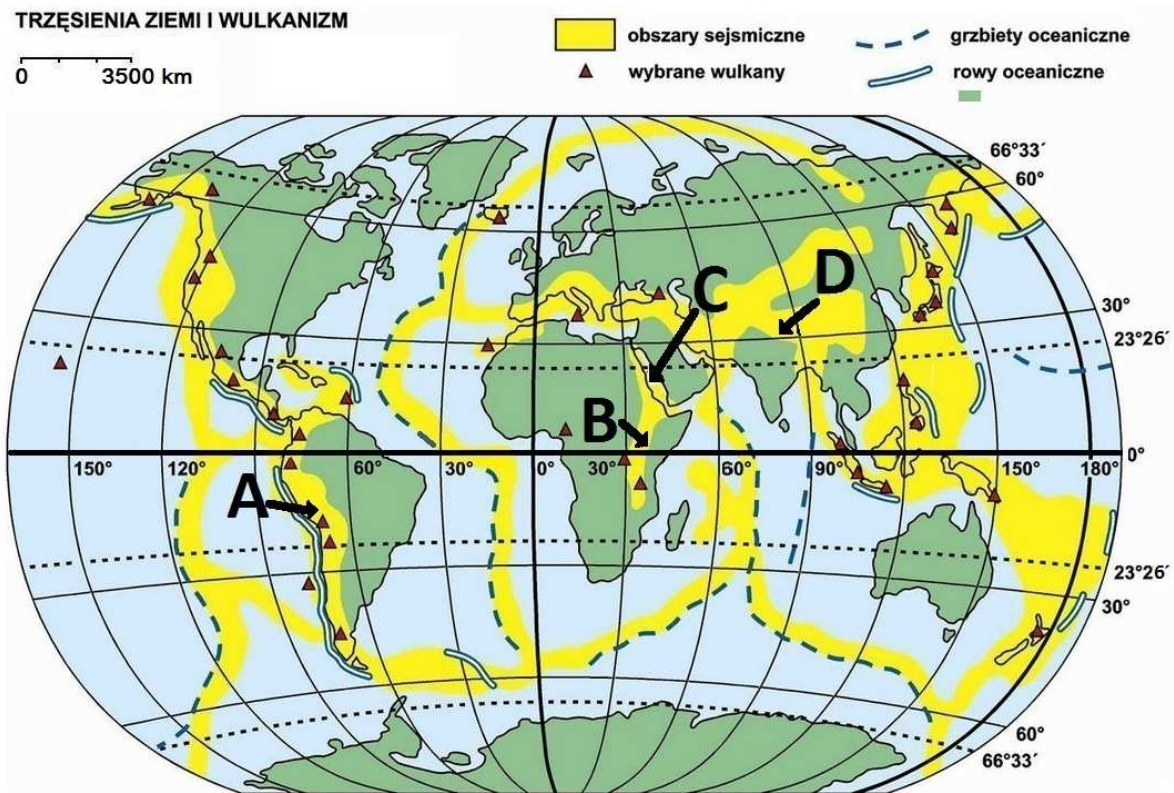 TRZĘSIENIA ZIEMI I WULKANIZM
0 3500 km
obszary sejsmiczne
wybrane wulkany
grzbiety oceaniczne
rowy oceaniczne
66°33´
60°
30°
23°26´
C
D
B
0°
150° 120° 60° 30° 0° 30° 60° 90° 150° 180°
A
23°26´
30°
60°
66°33´